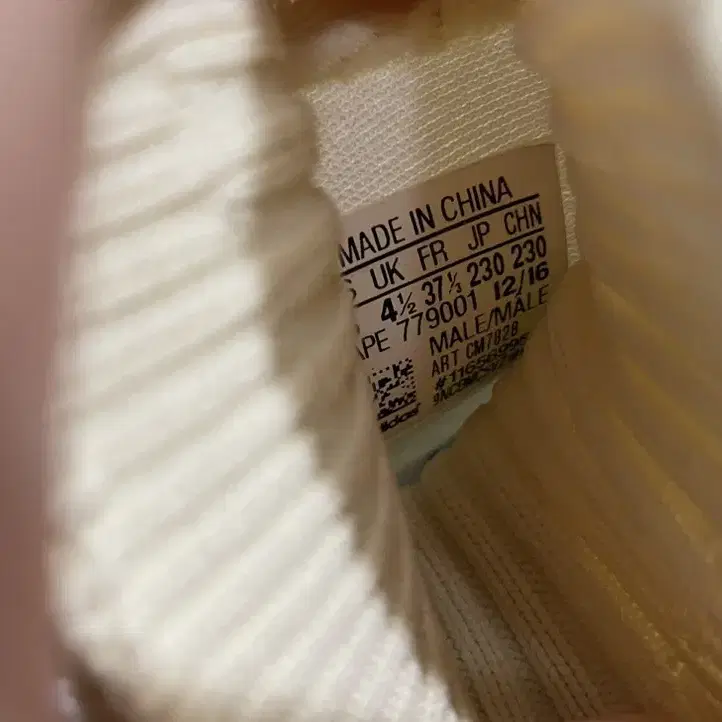 MADE IN CHINA
UK FR JP CHN
4½ 37⅓ 230 230
APE 779001 12/16
MALE/MALE
ART CM7828